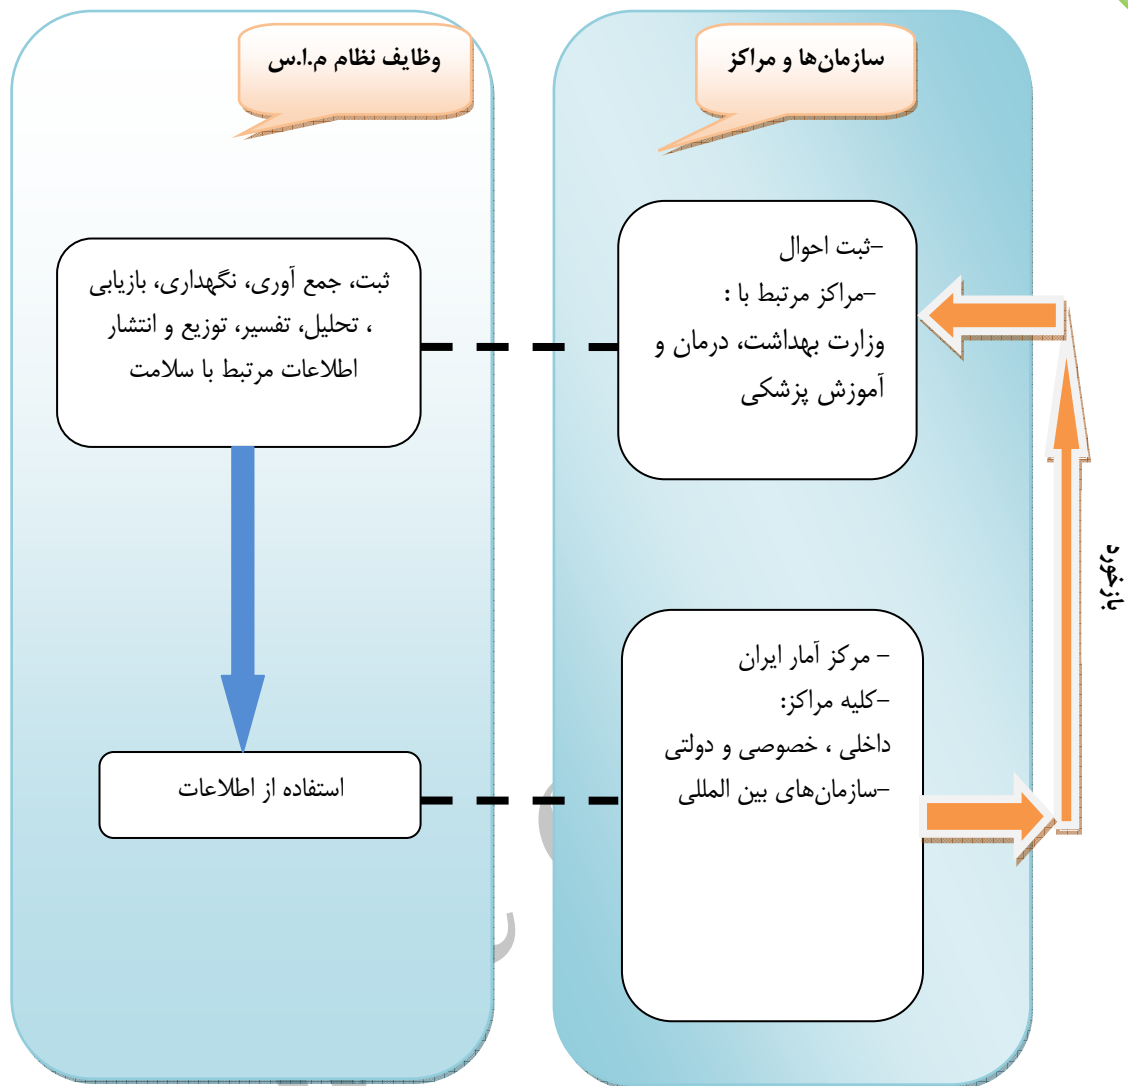 سازمان‌ها و مراکز
-ثبت احوال
-مراکز مرتبط با :
وزارت بهداشت، درمان و
آموزش پزشکی
- مرکز آمار ایران
-کلیه مراکز:
داخلی ، خصوصی و دولتی
-سازمان‌های بین المللی
بازخورد
وظایف نظام م.ا.س
ثبت، جمع آوری، نگهداری، بازیابی
، تحلیل، تفسیر، توزیع و انتشار
اطلاعات مرتبط با سلامت
استفاده از اطلاعات